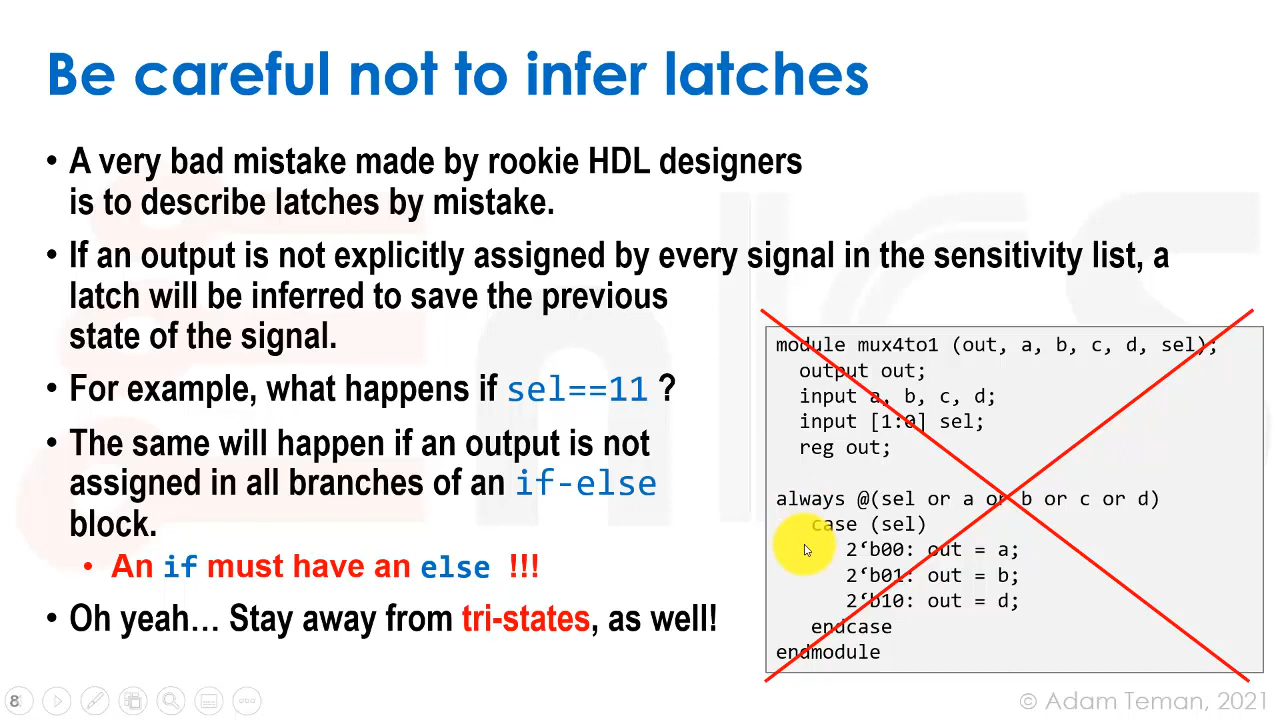 Be careful not to infer latches
• A very bad mistake made by rookie HDL designers
is to describe latches by mistake.
• If an output is not explicitly assigned by every signal in the sensitivity list, a
latch will be inferred to save the previous
state of the signal.
• For example, what happens if sel==11 ?
• The same will happen if an output is not
assigned in all branches of an if-else
block.
• An if must have an else !!!
• Oh yeah… Stay away from tri-states, as well!
module mux4to1 (out, a, b, c, d, sel);
output out;
input a, b, c, d;
input [1:0] sel;
reg out;
always @(sel or a or b or c or d)
case (sel)
2‘b00: out = a;
2‘b01: out = b;
2‘b10: out = d;
endcase
endmodule
8
© Adam Teman, 2021